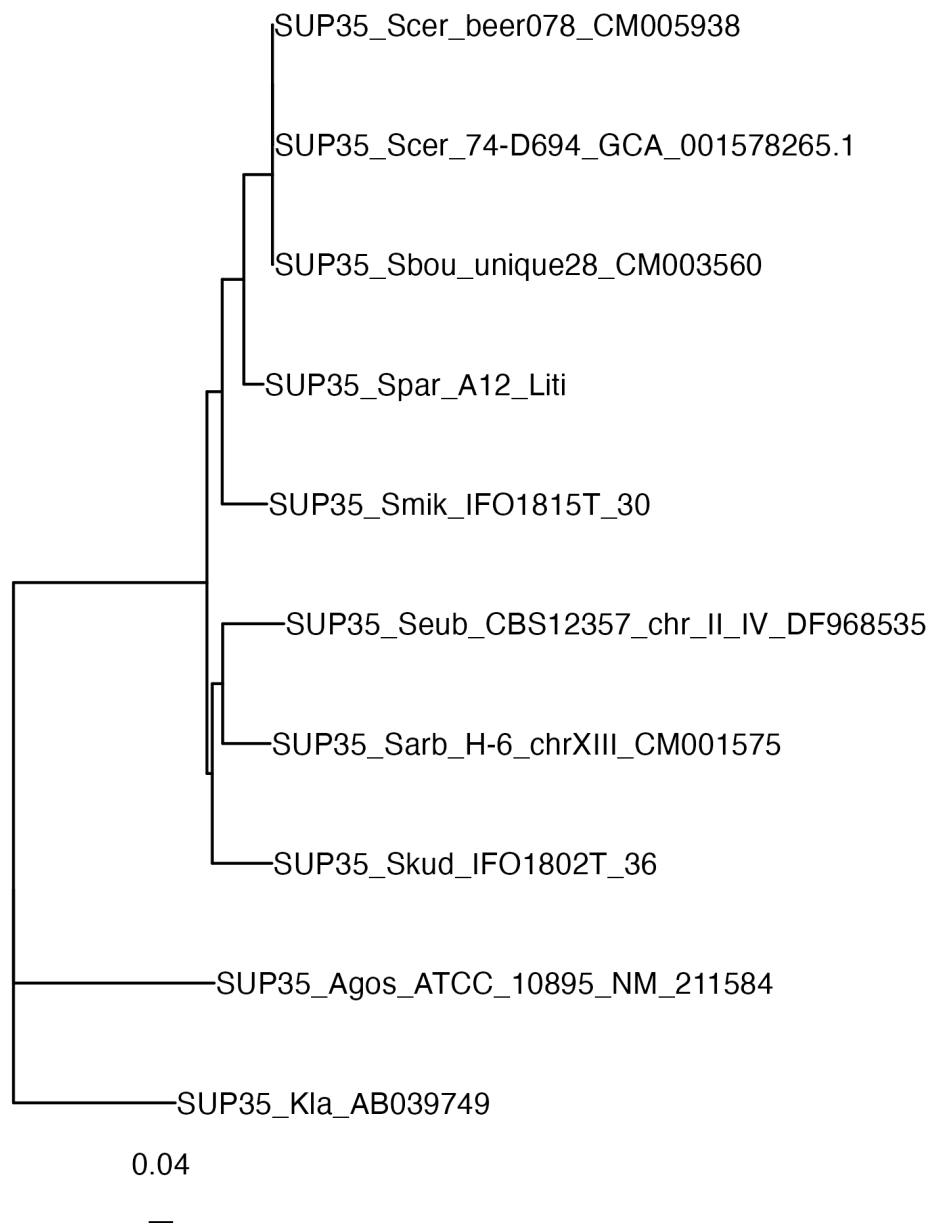 SUP35_Scer_beer078_CM005938
SUP35_Scer_74-D694_GCA_001578265.1
SUP35_Sbou_unique28_CM003560
SUP35_Spar_A12_Liti
SUP35_Smik_IFO1815T_30
SUP35_Seub_CBS12357_chr_II_IV_DF968535
SUP35_Sarb_H-6_chrXIII_CM001575
SUP35_Skud_IFO1802T_36
SUP35_Agos_ATCC_10895_NM_211584
SUP35_Kla_AB039749
0.04